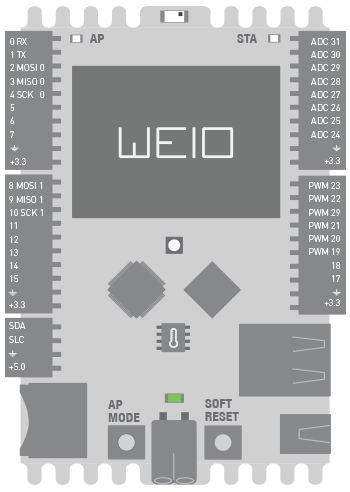 AP
STA
0 RX
1 TX
2 MOSI 0
3 MISO 0
4 SCK 0
5
6
7
+3.3
ADC 31
ADC 30
ADC 29
ADC 28
ADC 27
ADC 26
ADC 25
ADC 24
+3.3
WEIO
8 MOSI 1
9 MISO 1
10 SCK 1
11
12
13
14
15
+3.3
PWM 23
PWM 22
PWM 29
PWM 21
PWM 20
PWM 19
18
17
+3.3
SDA
SLC
+5.0
AP
MODE
SOFT
RESET